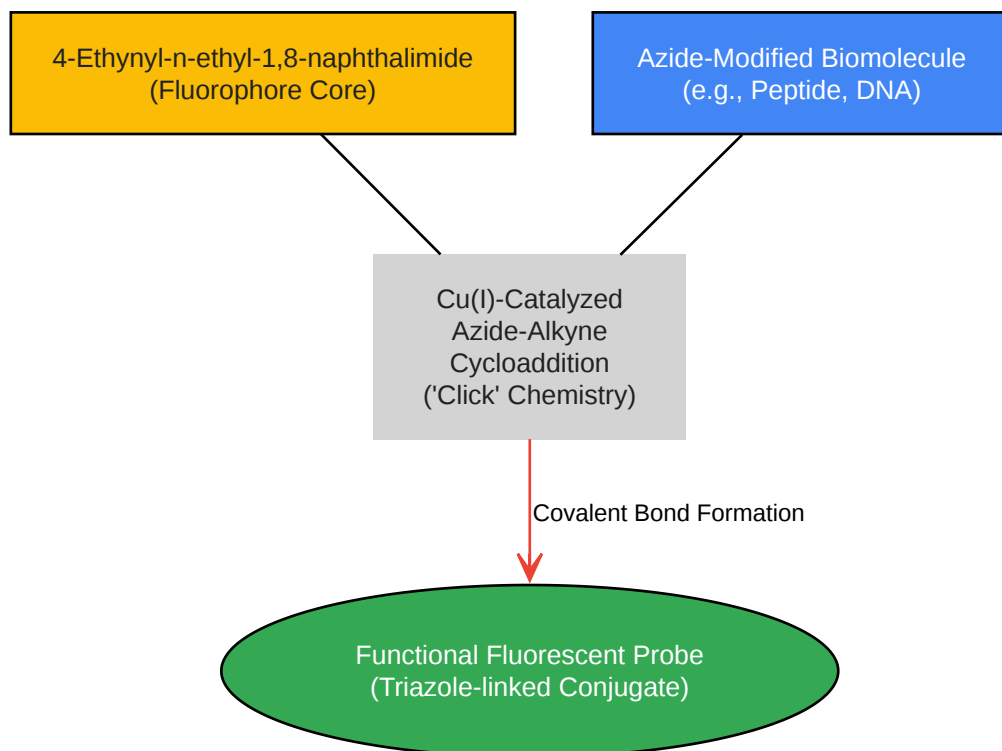 4-Ethynyl-n-ethyl-1,8-naphthalimide
(Fluorophore Core)
Azide-Modified Biomolecule
(e.g., Peptide, DNA)
Cu(I)-Catalyzed
Azide-Alkyne
Cycloaddition
('Click' Chemistry)
Covalent Bond Formation
Functional Fluorescent Probe
(Triazole-linked Conjugate)